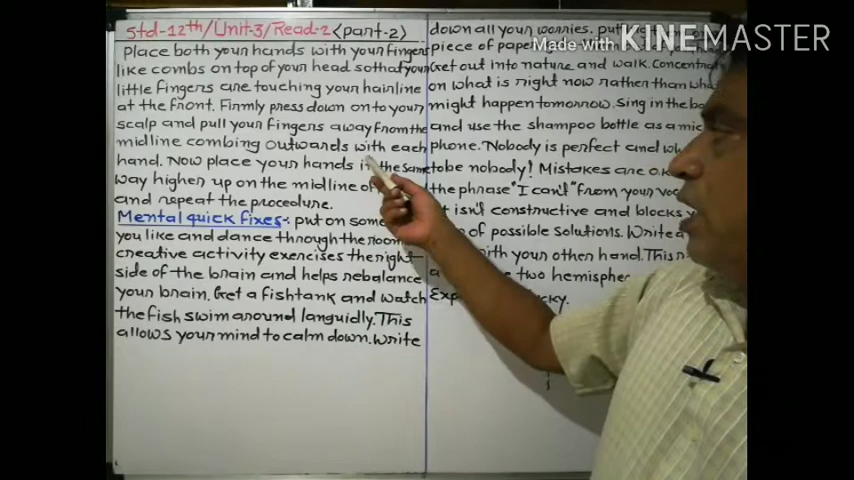 Std-12th/Unit-3/Read-2 <part-2>
Place both your hands with your fingers
like combs on top of your head so that your
little fingers are touching your hairline
at the front. Firmly press down on to your
scalp and pull your fingers away from the
midline combing outwards with each
hand. Now place your hands in the same
way higher up on the midline of
and repeat the procedure.
Mental quick fixes:- put on some
you like and dance through the room
creative activity exercises the right
side of the brain and helps rebalance
your brain. Get a fishtank and watch
the fish swim around languidly. This
allows your mind to calm down. Write
down all your worries. put
piece of paper
Get out into nature and walk. Concentrate
on what is right now rather than what
might happen tomorrow. Sing in the
and use the shampoo bottle as a mic
phone. Nobody is perfect and
to be nobody! Mistakes are o.k.
the phrase "I can't" from your
it isn't constructive and blocks
of possible solutions. Write
with your other hand. This
two
Made with KINEMASTER